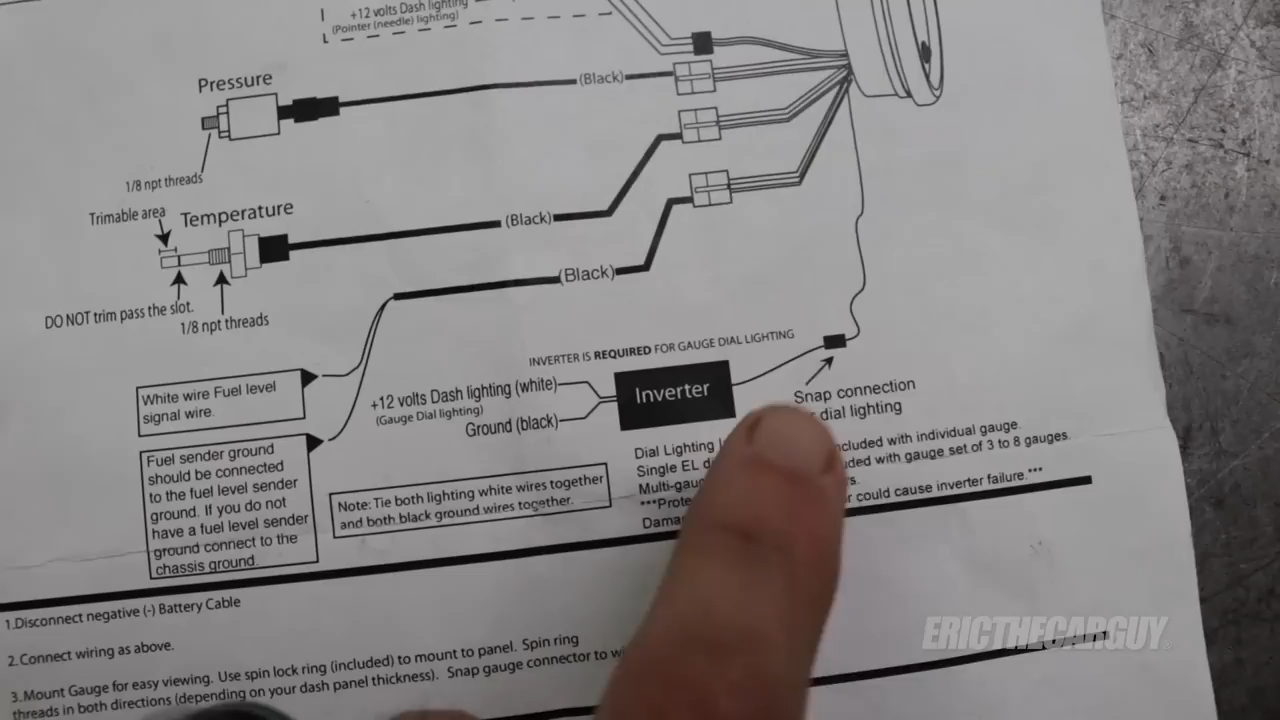 +12 volts Dash lighting
(Pointer (needle) lighting)
Pressure
(Black)
1/8 npt threads
Trimable area
Temperature
(Black)
DO NOT trim pass the slot.
1/8 npt threads
(Black)
INVERTER IS REQUIRED FOR GAUGE DIAL LIGHTING
White wire Fuel level
signal wire.
+12 volts Dash lighting (white)
(Gauge Dial lighting)
Ground (black)
Inverter
Snap connection
dial lighting
Fuel sender ground
should be connected
to the fuel level sender
ground. If you do not
have a fuel level sender
ground connect to the
chassis ground.
Note: Tie both lighting white wires together
and both black ground wires together.
Dial Lighting included with individual gauge.
Single EL with gauge set of 3 to 8 gauges.
could cause inverter failure.***
1.Disconnect negative (-) Battery Cable
2.Connect wiring as above.
3.Mount Gauge for easy viewing. Use spin lock ring (included) to mount to panel. Spin ring
threads in both directions (depending on your dash panel thickness). Snap gauge connector to
ERICTHECARGUY